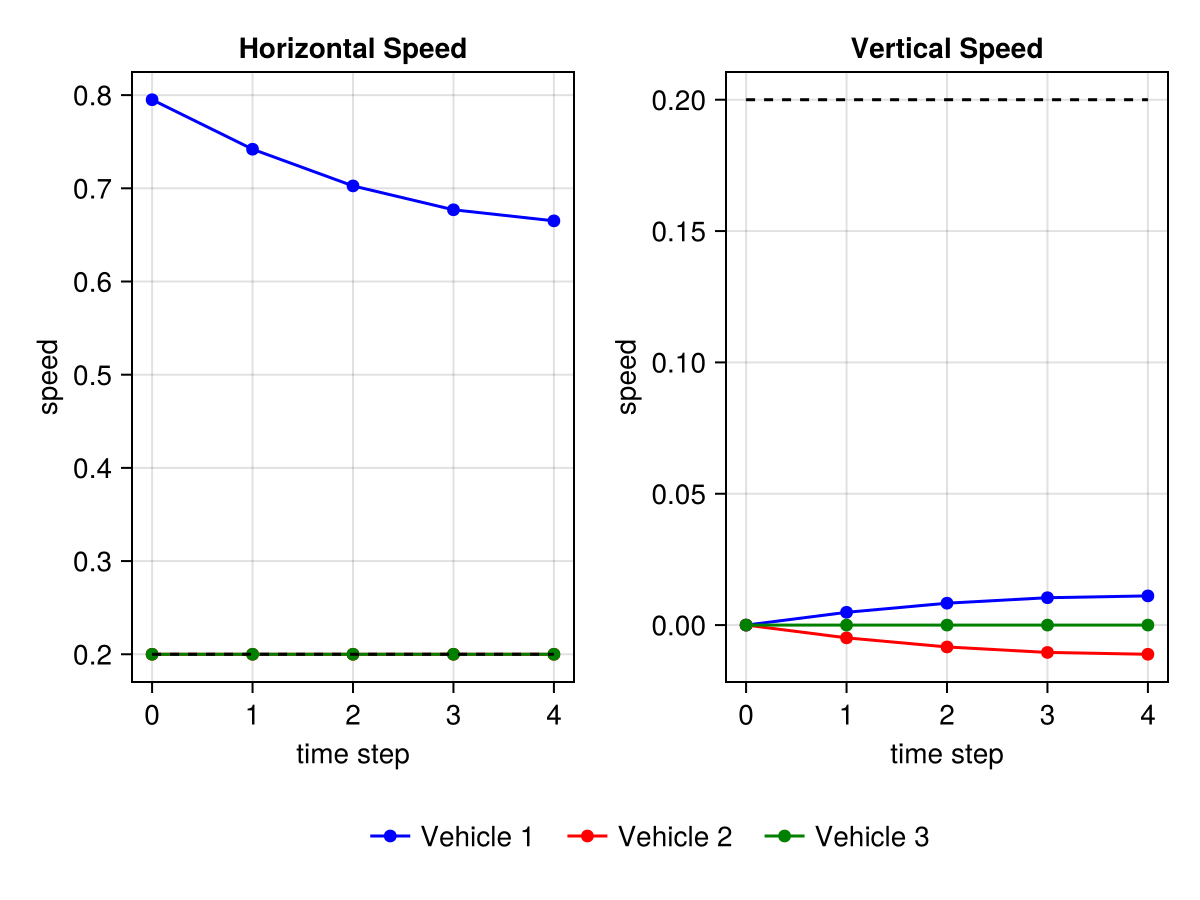 Horizontal Speed
0.8
0.7
0.6
0.5
0.4
0.3
0.2
speed
0 1 2 3 4
time step
Vertical Speed
0.20
0.15
0.10
0.05
0.00
speed
0 1 2 3 4
time step
Vehicle 1 Vehicle 2 Vehicle 3